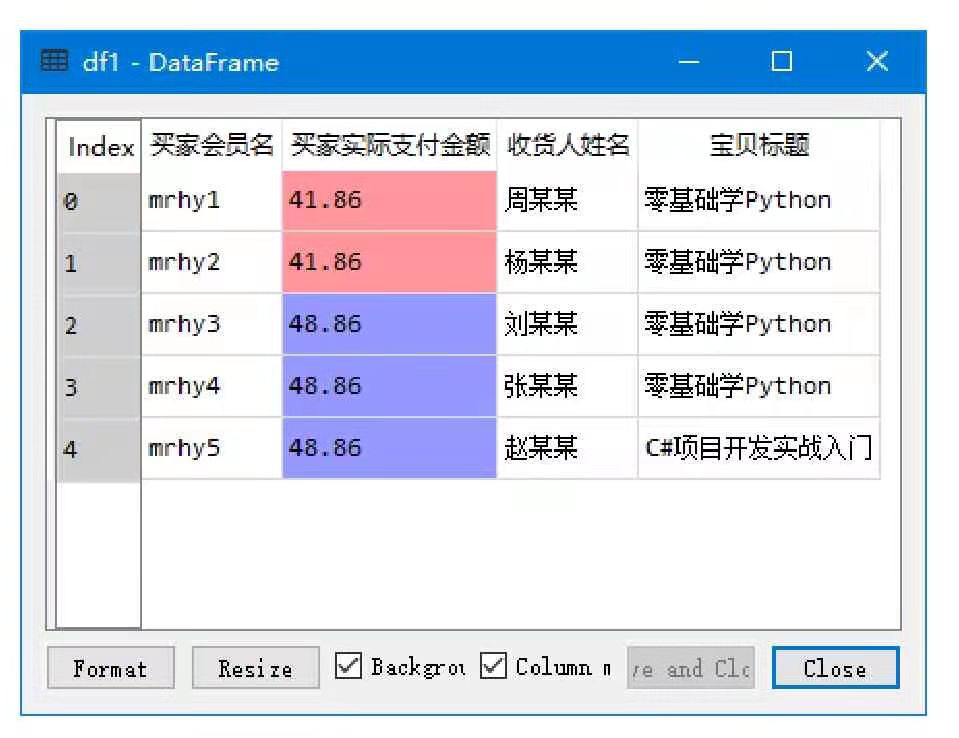 df1 - DataFrame
Index 买家会员名 买家实际支付金额 收货人姓名 宝贝标题
0 mrhy1 41.86 周某某 零基础学Python
1 mrhy2 41.86 杨某某 零基础学Python
2 mrhy3 48.86 刘某某 零基础学Python
3 mrhy4 48.86 张某某 零基础学Python
4 mrhy5 48.86 赵某某 C#项目开发实战入门
Format Resize Backgrou Column m ve and Clo Close